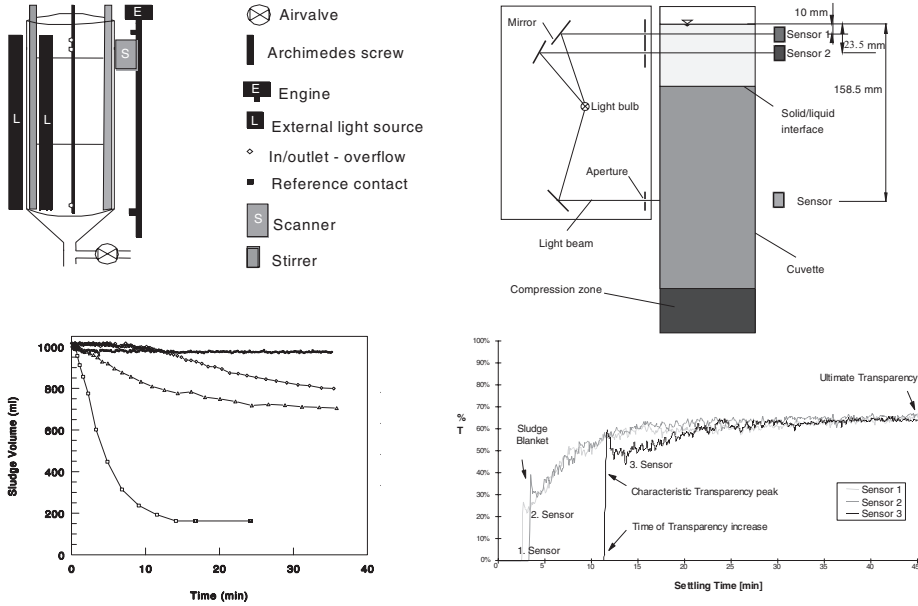 E
Airvalve
S
Archimedes screw
E
Engine
L
L
L
External light source
In/outlet - overflow
Reference contact
S
Scanner
Stirrer
10 mm
Mirror
Sensor 1
23.5 mm
Sensor 2
158.5 mm
Light bulb
Solid/liquid
interface
Aperture
Sensor
Light beam
Cuvette
Compression zone
1000
800
600
400
200
0
Sludge Volume (ml)
0
10
20
30
40
Time (min)
100%
90%
80%
70%
60%
50%
40%
30%
20%
10%
0%
T
%
Ultimate Transparency
Sludge
Blanket
3. Sensor
Characteristic Transparency peak
2. Sensor
Time of Transparency increase
1. Sensor
Sensor 1
Sensor 2
Sensor 3
0
5
10
15
20
25
30
35
40
45
Settling Time [min]